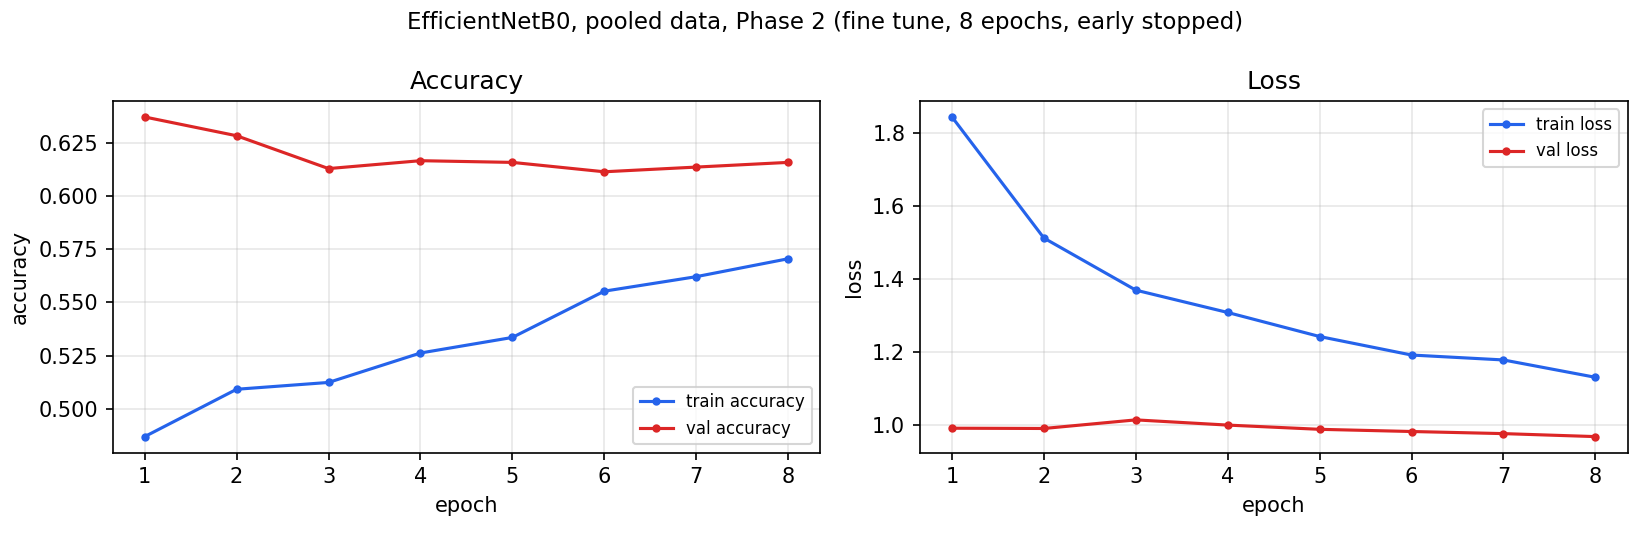 EfficientNetB0, pooled data, Phase 2 (fine tune, 8 epochs, early stopped)
Accuracy
accuracy
0.625
0.600
0.575
0.550
0.525
0.500
train accuracy
val accuracy
1 2 3 4 5 6 7 8
epoch
Loss
loss
1.8
1.6
1.4
1.2
1.0
train loss
val loss
1 2 3 4 5 6 7 8
epoch